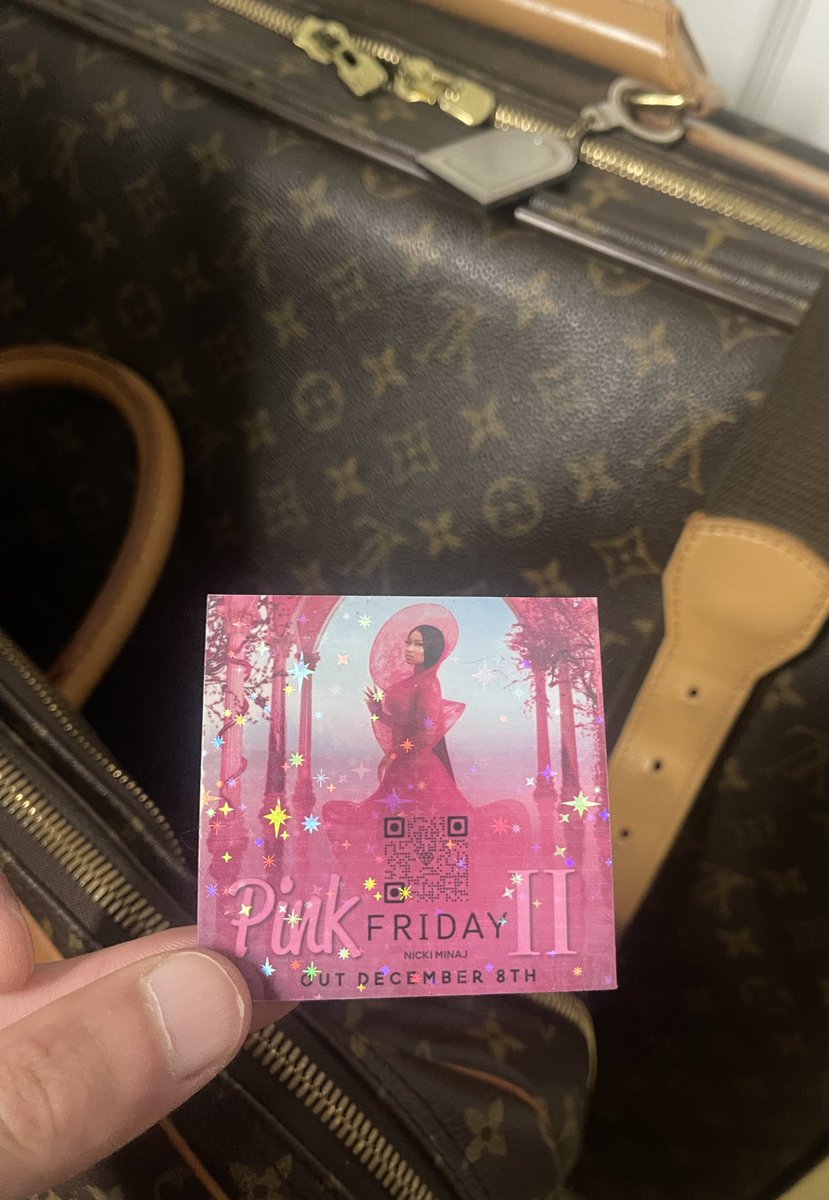 Pink FRIDAY II
NICKI MINAJ
OUT DECEMBER 8TH